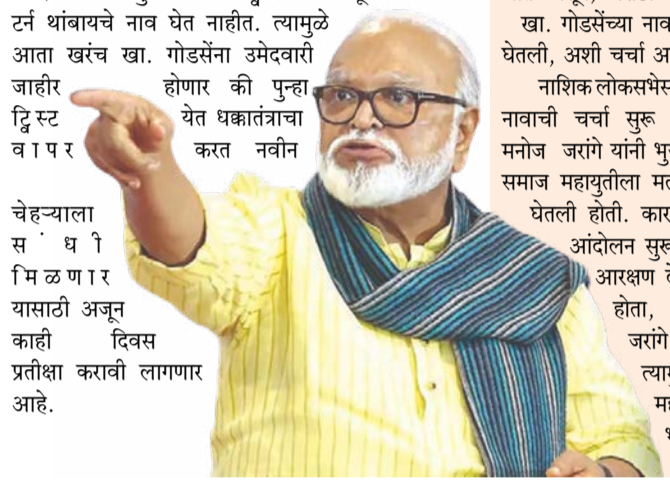 टर्न थांबायचे नाव घेत नाहीत. त्यामुळे
आता खरंच खा. गोडसेंना उमेदवारी
जाहीर होणार की पुन्हा
ट्विस्ट येत धक्कातंत्राचा
वापर करत नवीन
चेहऱ्याला
संधी
मिळणार
यासाठी अजून
काही दिवस
प्रतीक्षा करावी लागणार
आहे.
खा. गोडसेंच्या नाव
घेतली, अशी चर्चा
नाशिक लोकसभेस
नावाची चर्चा सुरू
मनोज जरांगे यांनी
समाज महायुतीला
घेतली होती.
आंदोलन
आरक्षण
होता,
जरांगे